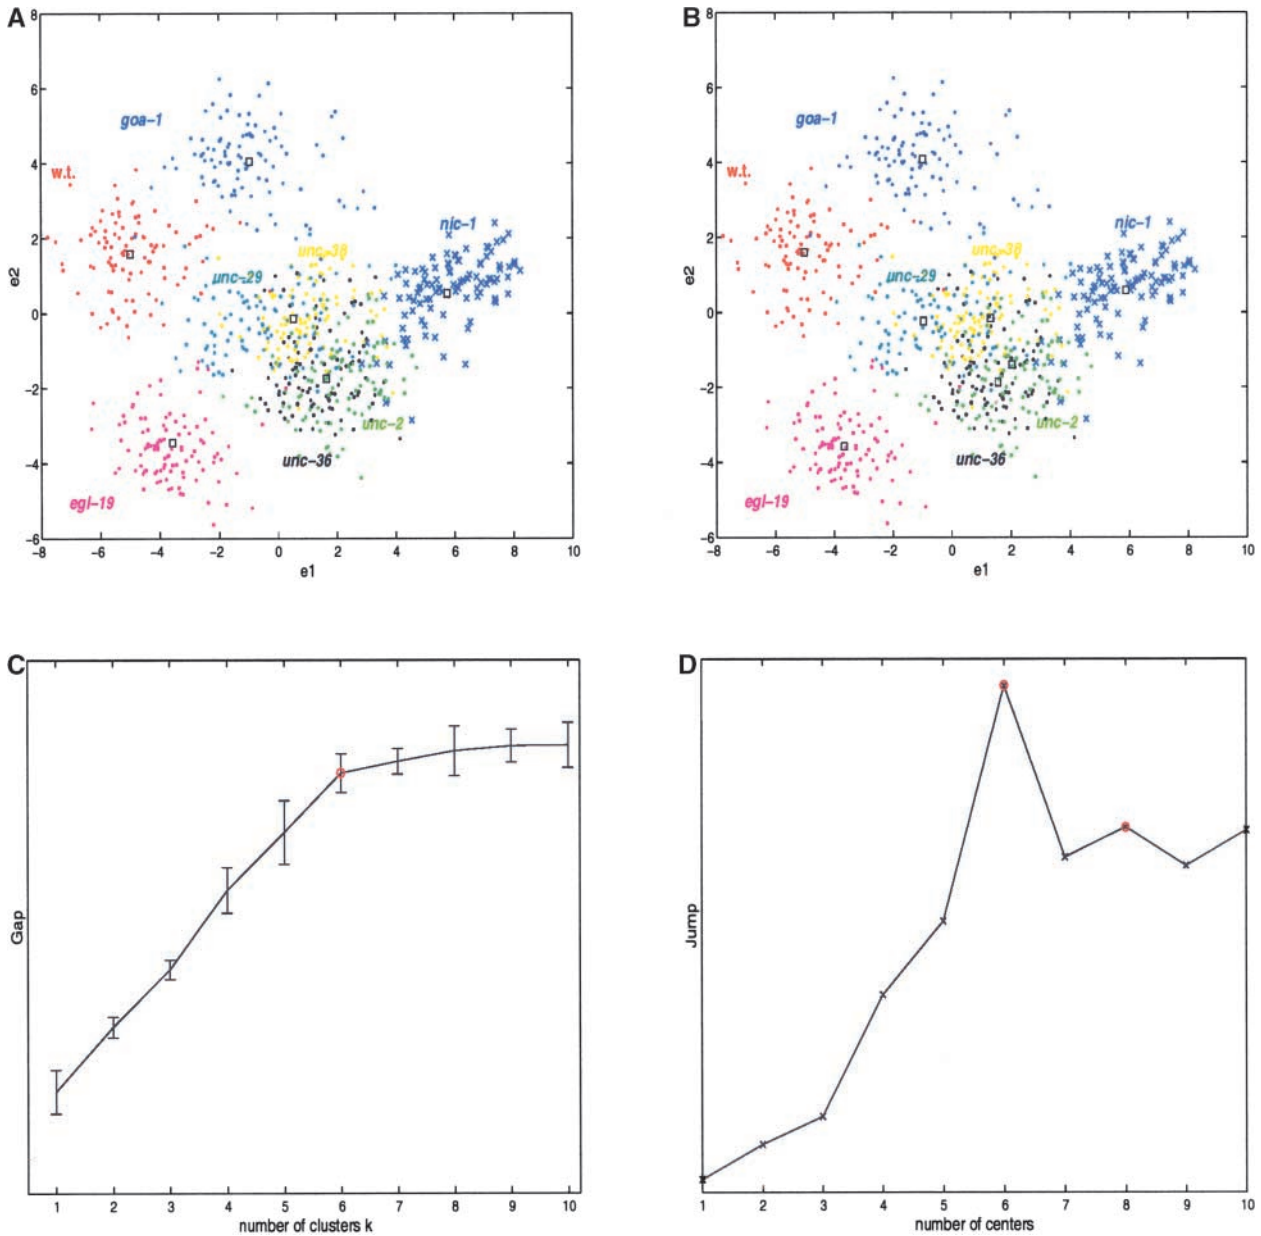 A
8
6
4
2
0
−2
−4
−6
e2
goa−1
w.t.
nic−1
unc−38
unc−29
unc−2
unc−36
egl−19
−8 −6 −4 −2 0 2 4 6 8 10
e1
B
8
6
4
2
0
−2
−4
−6
e2
goa−1
w.t.
nic−1
unc−38
unc−29
unc−2
unc−36
egl−19
−8 −6 −4 −2 0 2 4 6 8 10
e1
C
Gap
1 2 3 4 5 6 7 8 9 10
number of clusters k
D
Jump
1 2 3 4 5 6 7 8 9 10
number of centers